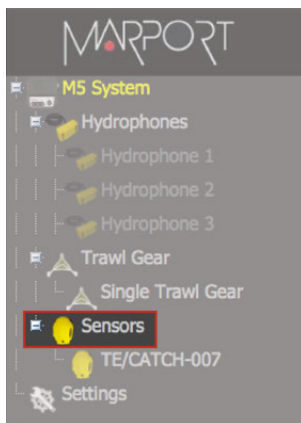 MARPORT
M5 System
Hydrophones
Hydrophone 1
Hydrophone 2
Hydrophone 3
Trawl Gear
Single Trawl Gear
Sensors
TE/CATCH-007
Settings